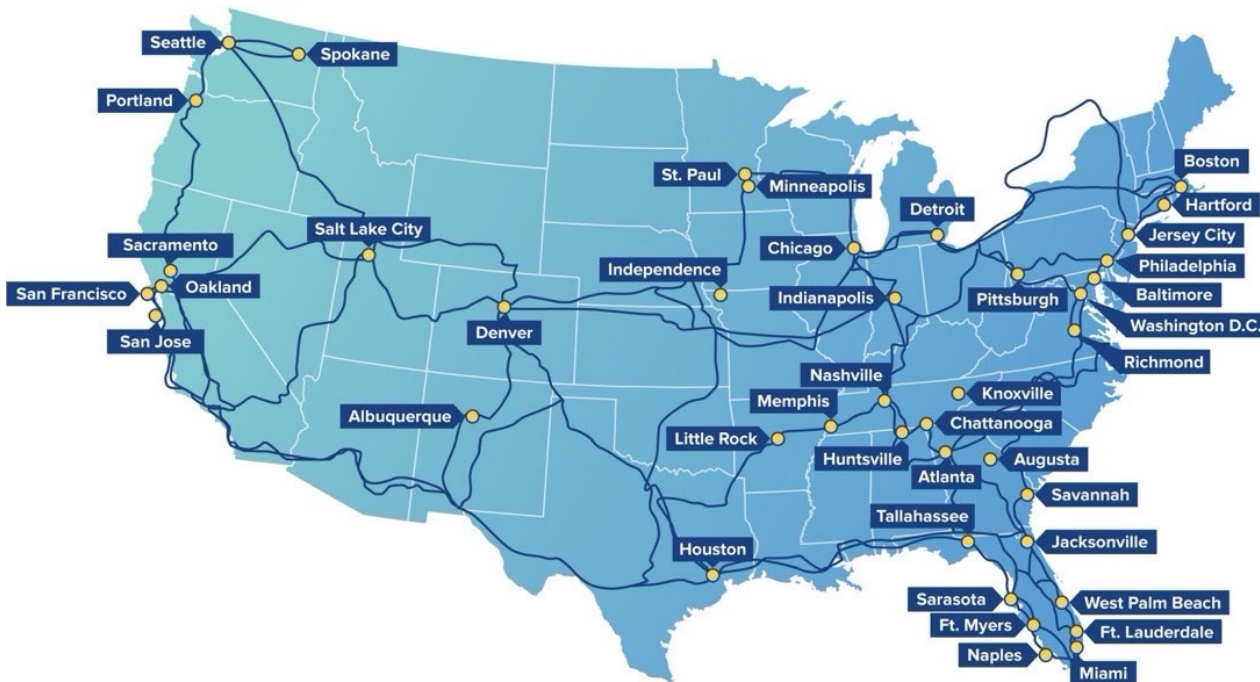 Seattle
Spokane
Portland
St. Paul
Minneapolis
Boston
Hartford
Detroit
Salt Lake City
Jersey City
Sacramento
Chicago
Philadelphia
Independence
San Francisco
Oakland
Indianapolis
Pittsburgh
Baltimore
Washington D.C.
San Jose
Denver
Richmond
Nashville
Knoxville
Memphis
Albuquerque
Chattanooga
Little Rock
Huntsville
Augusta
Atlanta
Savannah
Tallahassee
Jacksonville
Houston
Sarasota
West Palm Beach
Ft. Myers
Ft. Lauderdale
Naples
Miami